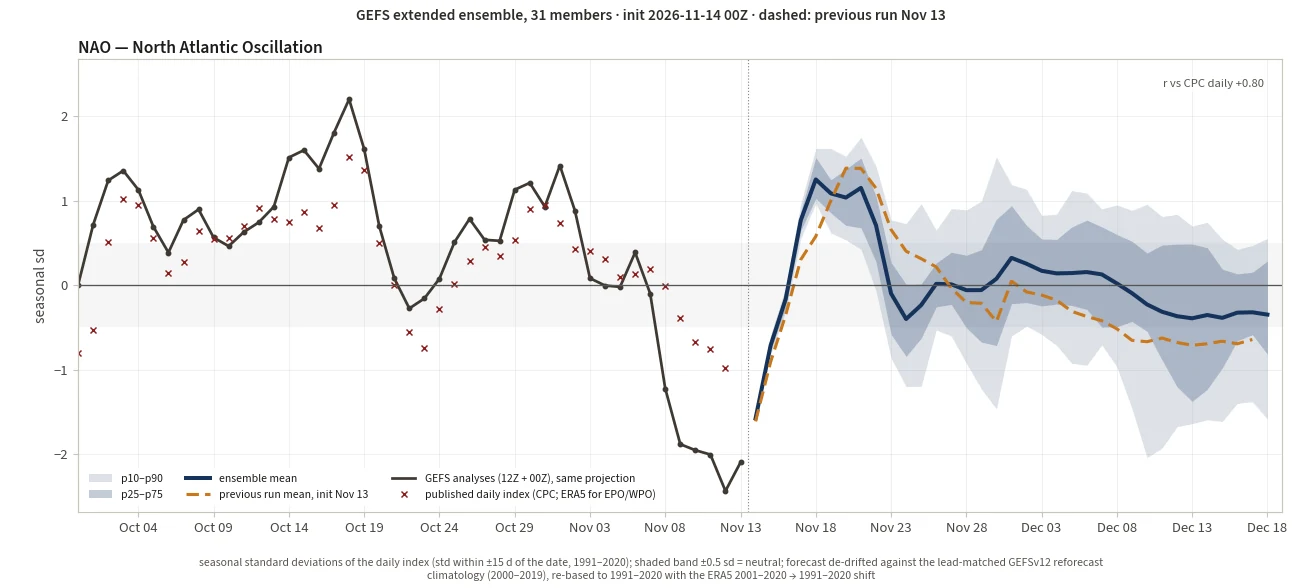 GEFS extended ensemble, 31 members · init 2026-11-14 00Z · dashed: previous run Nov 13
NAO — North Atlantic Oscillation
r vs CPC daily +0.80
seasonal sd
2
1
0
−1
−2
p10–p90
p25–p75
ensemble mean
previous run mean, init Nov 13
GEFS analyses (12Z + 00Z), same projection
published daily index (CPC; ERA5 for EPO/WPO)
Oct 04 Oct 09 Oct 14 Oct 19 Oct 24 Oct 29 Nov 03 Nov 08 Nov 13 Nov 18 Nov 23 Nov 28 Dec 03 Dec 08 Dec 13 Dec 18
seasonal standard deviations of the daily index (std within ±15 d of the date, 1991–2020); shaded band ±0.5 sd = neutral; forecast de-drifted against the lead-matched GEFSv12 reforecast
climatology (2000–2019), re-based to 1991–2020 with the ERA5 2001–2020 → 1991–2020 shift